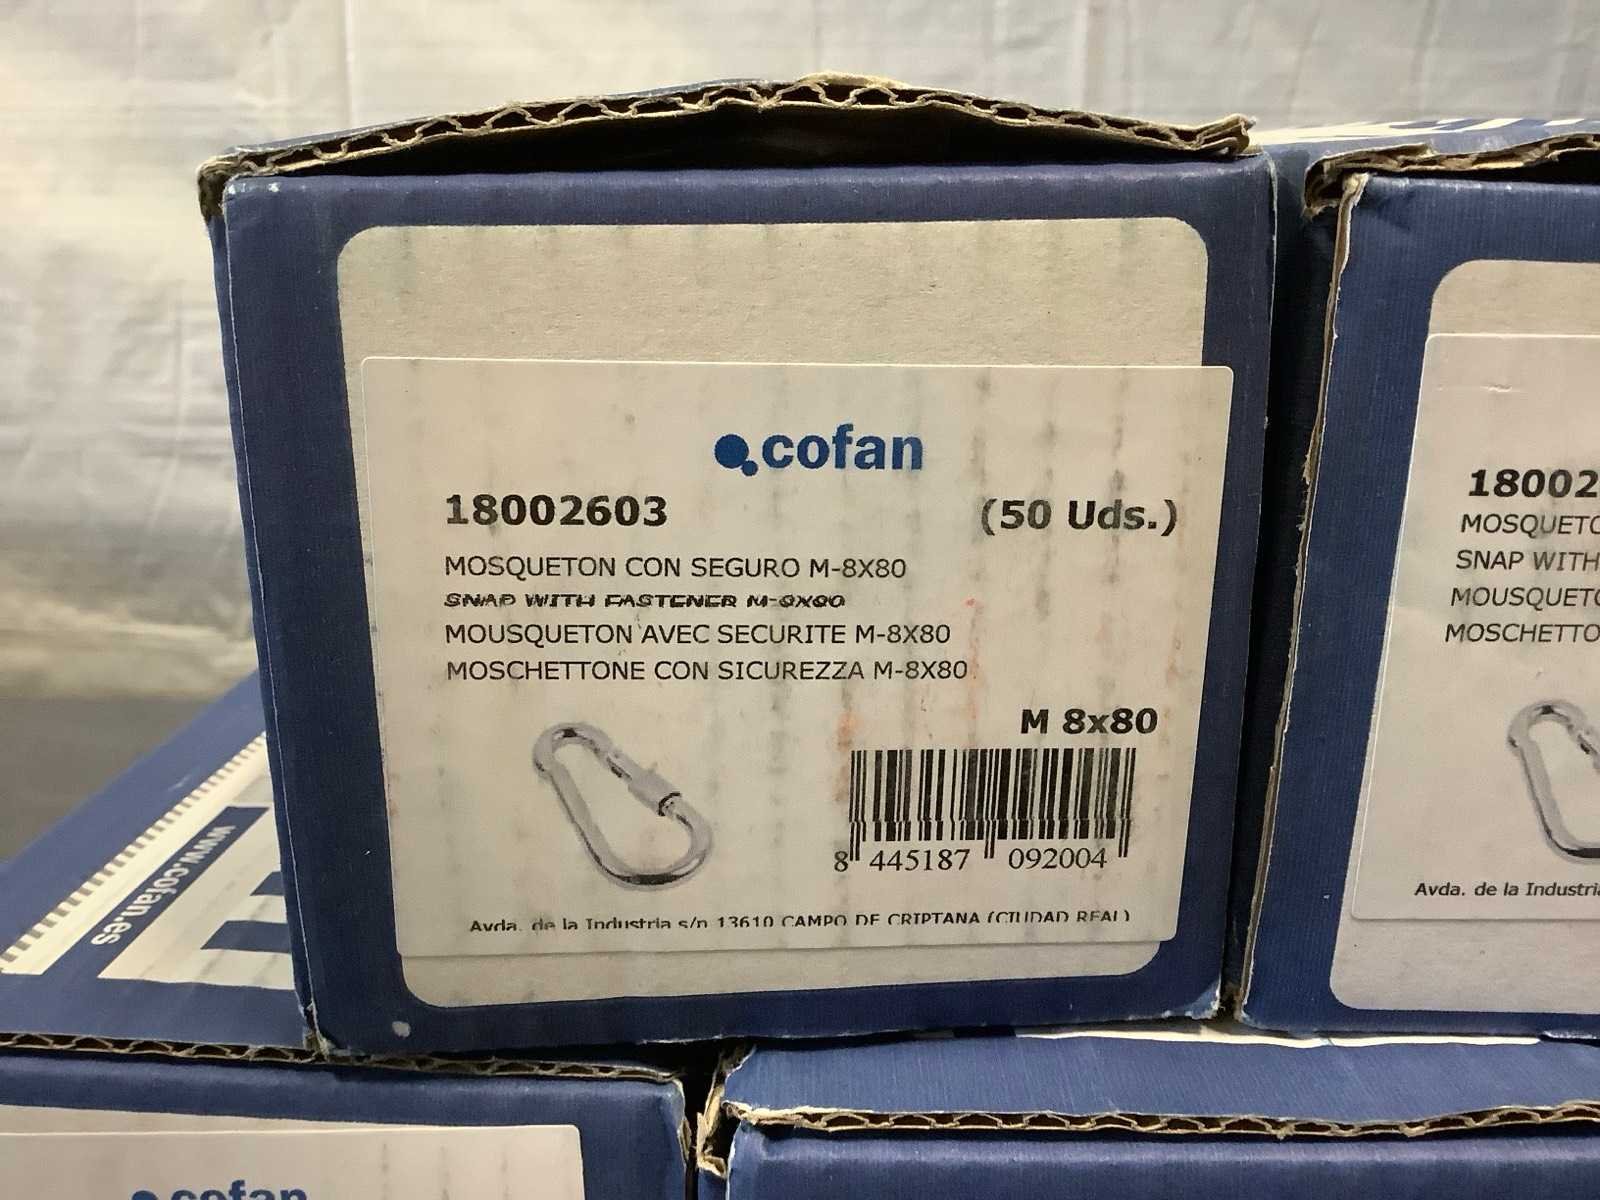 cofan
18002603 (50 Uds.)
MOSQUETON CON SEGURO M-8X80
SNAP WITH FASTENER M-8X80
MOUSQUETON AVEC SECURITE M-8X80
MOSCHETTONE CON SICUREZZA M-8X80
M 8x80
8 445187 092004
Avda. de la Industria s/n 13610 CAMPO DE CRIPTANA (CIUDAD REAL)
18002
MOSQUETO
SNAP WITH
MOUSQUETO
MOSCHETTO
Avda. de la Industri
www.cofan.es
cofan